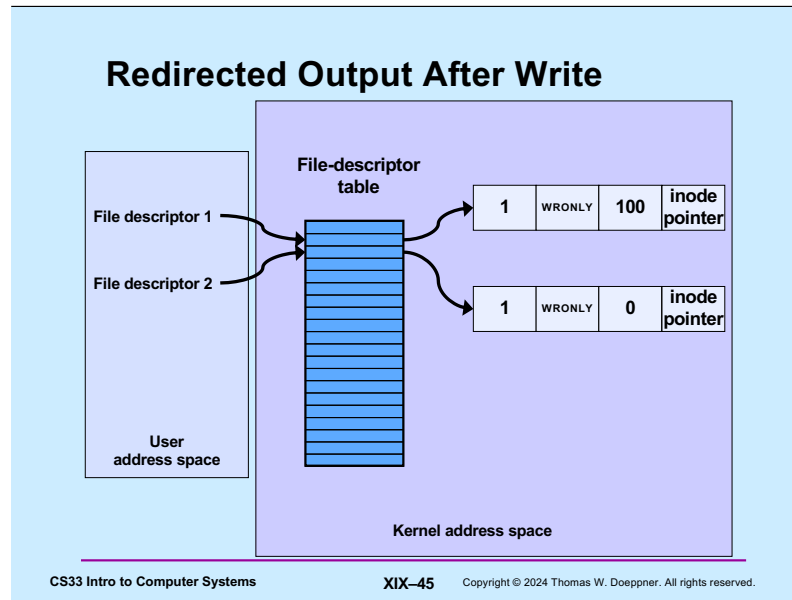 Redirected Output After Write
File-descriptor
table
File descriptor 1
File descriptor 2
1 WRONLY 100 inode
pointer
1 WRONLY 0 inode
pointer
User
address space
Kernel address space
CS33 Intro to Computer Systems XIX–45 Copyright © 2024 Thomas W. Doeppner. All rights reserved.